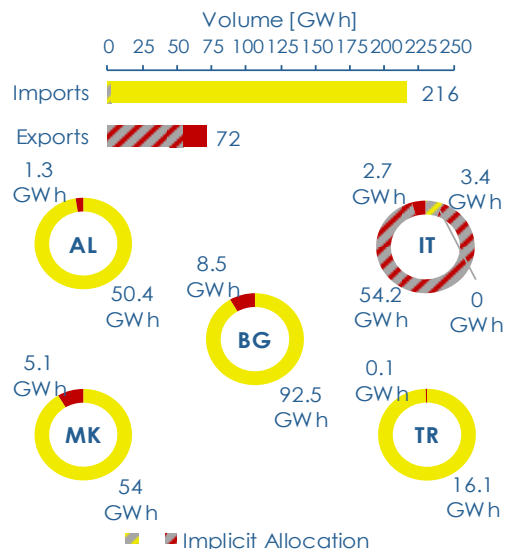 Volume [GWh]
0 25 50 75 100 125 150 175 200 225 250
Imports 216
Exports 72
1.3
GWh
AL
50.4
GWh
2.7
GWh
3.4
GWh
IT
54.2
GWh
0
GWh
8.5
GWh
BG
92.5
GWh
5.1
GWh
MK
54
GWh
0.1
GWh
TR
16.1
GWh
Implicit Allocation